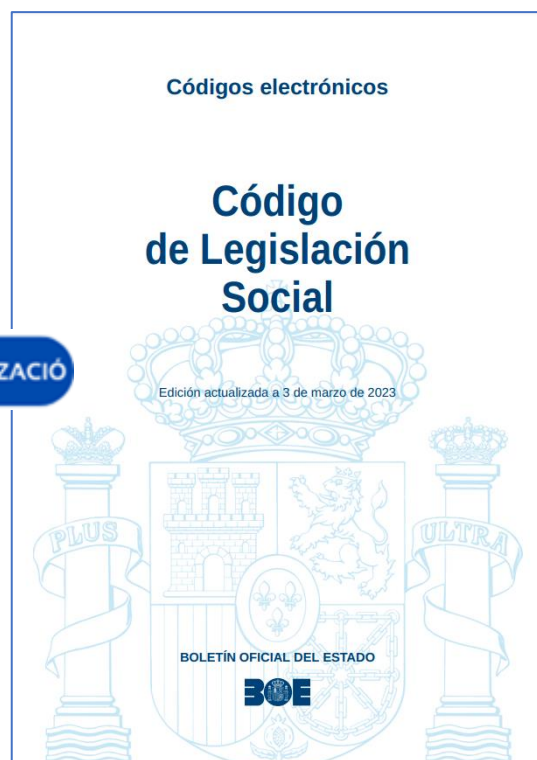 Códigos electrónicos
Código
de Legislación
Social
ZACIÓ
Edición actualizada a 3 de marzo de 2023
PLUS
ULTRA
BOLETÍN OFICIAL DEL ESTADO
BOE